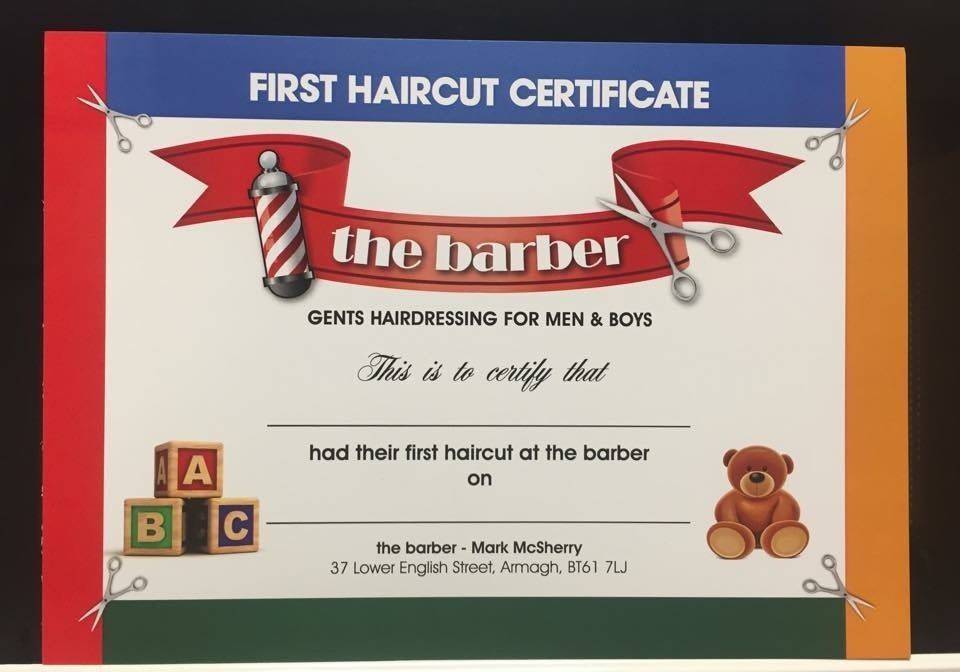 FIRST HAIRCUT CERTIFICATE
the barber
GENTS HAIRDRESSING FOR MEN & BOYS
This is to certify that
had their first haircut at the barber
on
A A
B C
the barber - Mark McSherry
37 Lower English Street, Armagh, BT61 7LJ